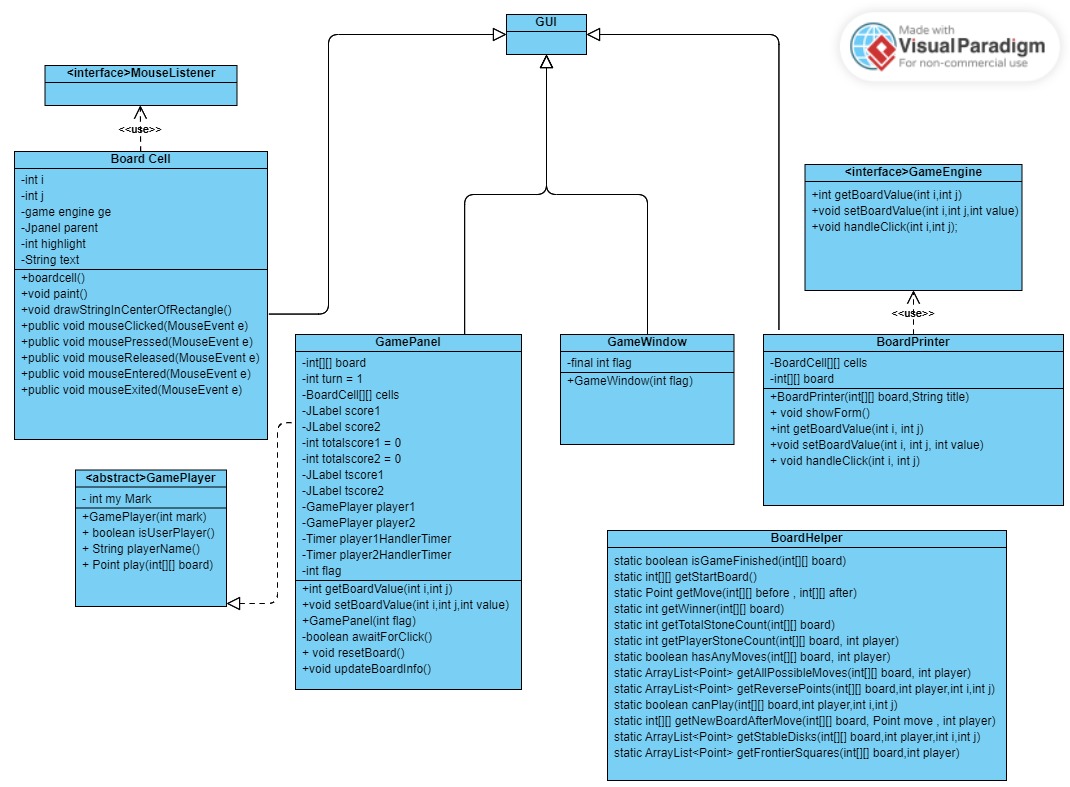 GUI
Made with
Visual Paradigm
For non-commercial use
<interface>MouseListener
<<use>>
Board Cell
-int i
-int j
-game engine ge
-Jpanel parent
-int highlight
-String text
+boardcell()
+void paint()
+void drawStringInCenterOfRectangle()
+public void mouseClicked(MouseEvent e)
+public void mousePressed(MouseEvent e)
+public void mouseReleased(MouseEvent e)
+public void mouseEntered(MouseEvent e)
+public void mouseExited(MouseEvent e)
<interface>GameEngine
+int getBoardValue(int i,int j)
+void setBoardValue(int i,int j,int value)
+void handleClick(int i,int j);
<<use>>
GamePanel
-int[][] board
-int turn = 1
-BoardCell[][] cells
-JLabel score1
-JLabel score2
-int totalscore1 = 0
-int totalscore2 = 0
-JLabel tscore1
-JLabel tscore2
-GamePlayer player1
-GamePlayer player2
-Timer player1HandlerTimer
-Timer player2HandlerTimer
-int flag
+int getBoardValue(int i,int j)
+void setBoardValue(int i,int j,int value)
+GamePanel(int flag)
-boolean awaitForClick()
+ void resetBoard()
+void updateBoardInfo()
GameWindow
-final int flag
+GameWindow(int flag)
BoardPrinter
-BoardCell[][] cells
-int[][] board
+BoardPrinter(int[][] board,String title)
+ void showForm()
+int getBoardValue(int i, int j)
+void setBoardValue(int i, int j, int value)
+ void handleClick(int i, int j)
<abstract>GamePlayer
- int my Mark
+GamePlayer(int mark)
+ boolean isUserPlayer()
+ String playerName()
+ Point play(int[][] board)
BoardHelper
static boolean isGameFinished(int[][] board)
static int[][] getStartBoard()
static Point getMove(int[][] before , int[][] after)
static int getWinner(int[][] board)
static int getTotalStoneCount(int[][] board)
static int getPlayerStoneCount(int[][] board, int player)
static boolean hasAnyMoves(int[][] board, int player)
static ArrayList<Point> getAllPossibleMoves(int[][] board, int player)
static ArrayList<Point> getReversePoints(int[][] board,int player,int i,int j)
static boolean canPlay(int[][] board,int player,int i,int j)
static int[][] getNewBoardAfterMove(int[][] board, Point move , int player)
static ArrayList<Point> getStableDisks(int[][] board,int player,int i,int j)
static ArrayList<Point> getFrontierSquares(int[][] board,int player)